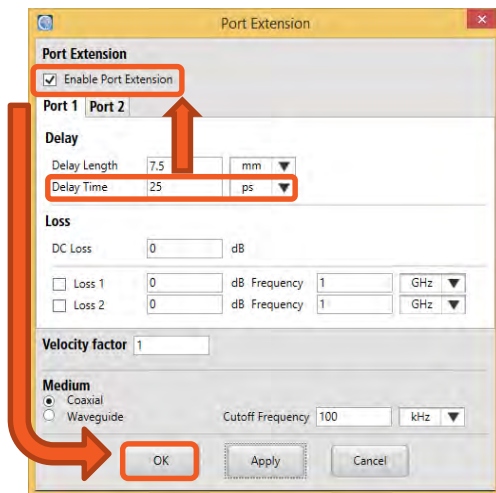 Port Extension
Port Extension
Enable Port Extension
Port 1 Port 2
Delay
Delay Length 7.5 mm
Delay Time 25 ps
Loss
DC Loss 0 dB
Loss 1 0 dB Frequency 1 GHz
Loss 2 0 dB Frequency 1 GHz
Velocity factor 1
Medium
Coaxial
Waveguide Cutoff Frequency 100 kHz
OK Apply Cancel